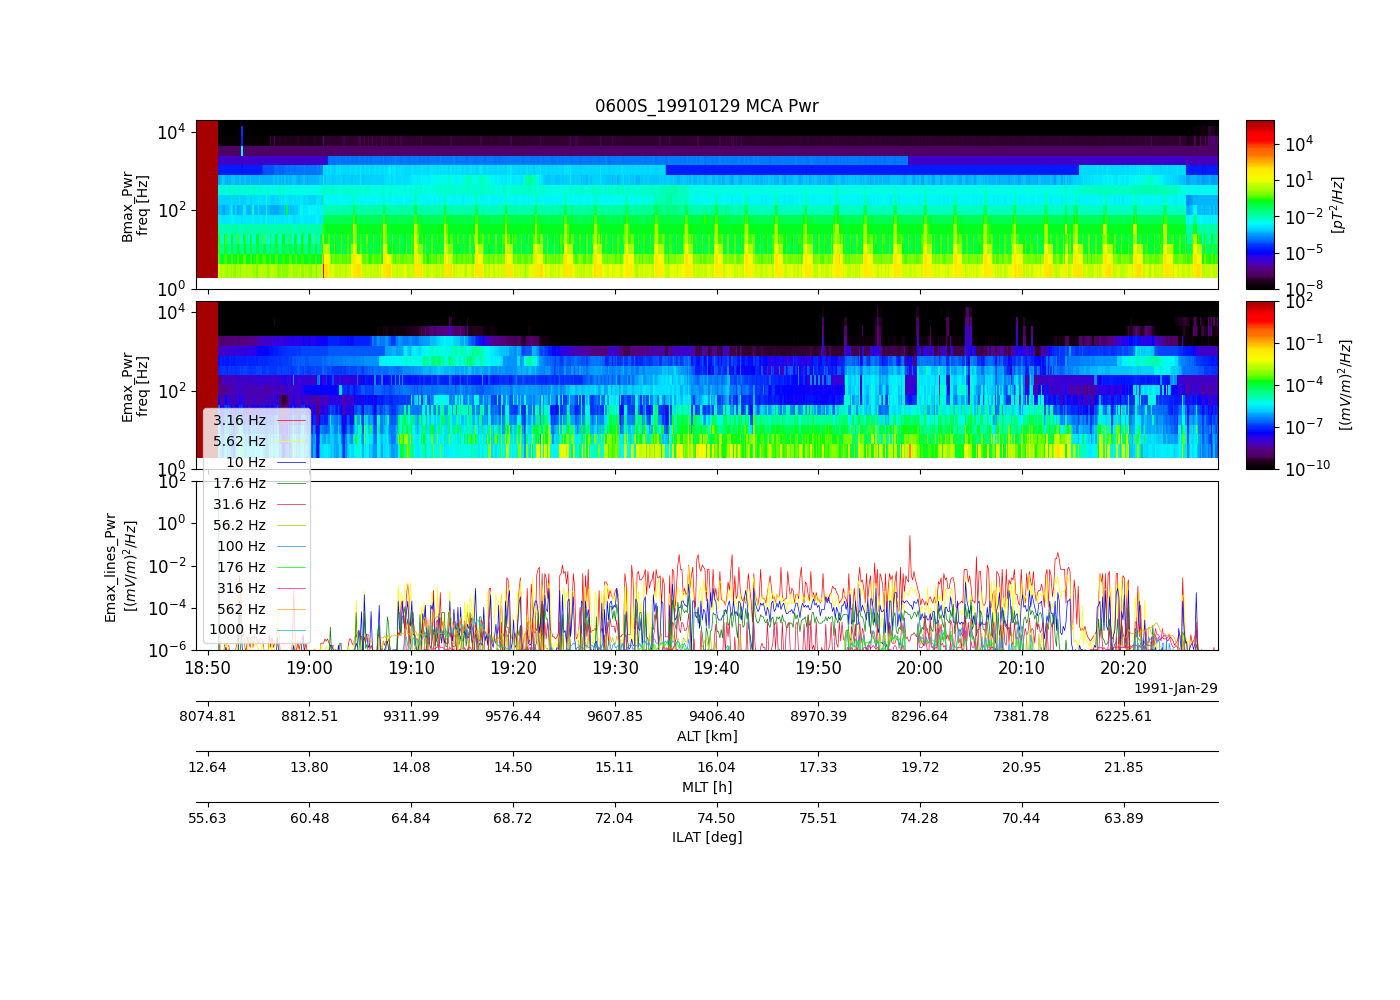 0600S_19910129 MCA Pwr
10^4
10^2
10^0
Bmax_Pwr
freq [Hz]
10^4
10^1
10^-2
10^-5
10^-8
[pT^2/Hz]
10^4
10^2
10^0
Emax_Pwr
freq [Hz]
10^2
10^-1
10^-4
10^-7
10^-10
[(mV/m)^2/Hz]
3.16 Hz
5.62 Hz
10 Hz
17.6 Hz
31.6 Hz
56.2 Hz
100 Hz
176 Hz
316 Hz
562 Hz
1000 Hz
10^2
10^0
10^-2
10^-4
10^-6
Emax_lines_Pwr
[(mV/m)^2/Hz]
18:50 19:00 19:10 19:20 19:30 19:40 19:50 20:00 20:10 20:20
1991-Jan-29
8074.81 8812.51 9311.99 9576.44 9607.85 9406.40 8970.39 8296.64 7381.78 6225.61
ALT [km]
12.64 13.80 14.08 14.50 15.11 16.04 17.33 19.72 20.95 21.85
MLT [h]
55.63 60.48 64.84 68.72 72.04 74.50 75.51 74.28 70.44 63.89
ILAT [deg]